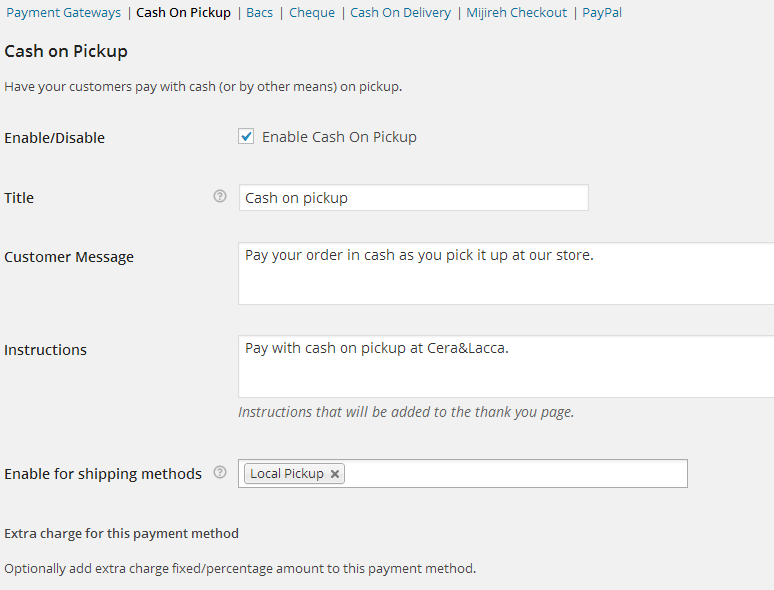 Payment Gateways | Cash On Pickup | Bacs | Cheque | Cash On Delivery | Mijireh Checkout | PayPal
Cash on Pickup
Have your customers pay with cash (or by other means) on pickup.
Enable/Disable Enable Cash On Pickup
Title ? Cash on pickup
Customer Message Pay your order in cash as you pick it up at our store.
Instructions Pay with cash on pickup at Cera&Lacca.
Instructions that will be added to the thank you page.
Enable for shipping methods ? Local Pickup ×
Extra charge for this payment method
Optionally add extra charge fixed/percentage amount to this payment method.